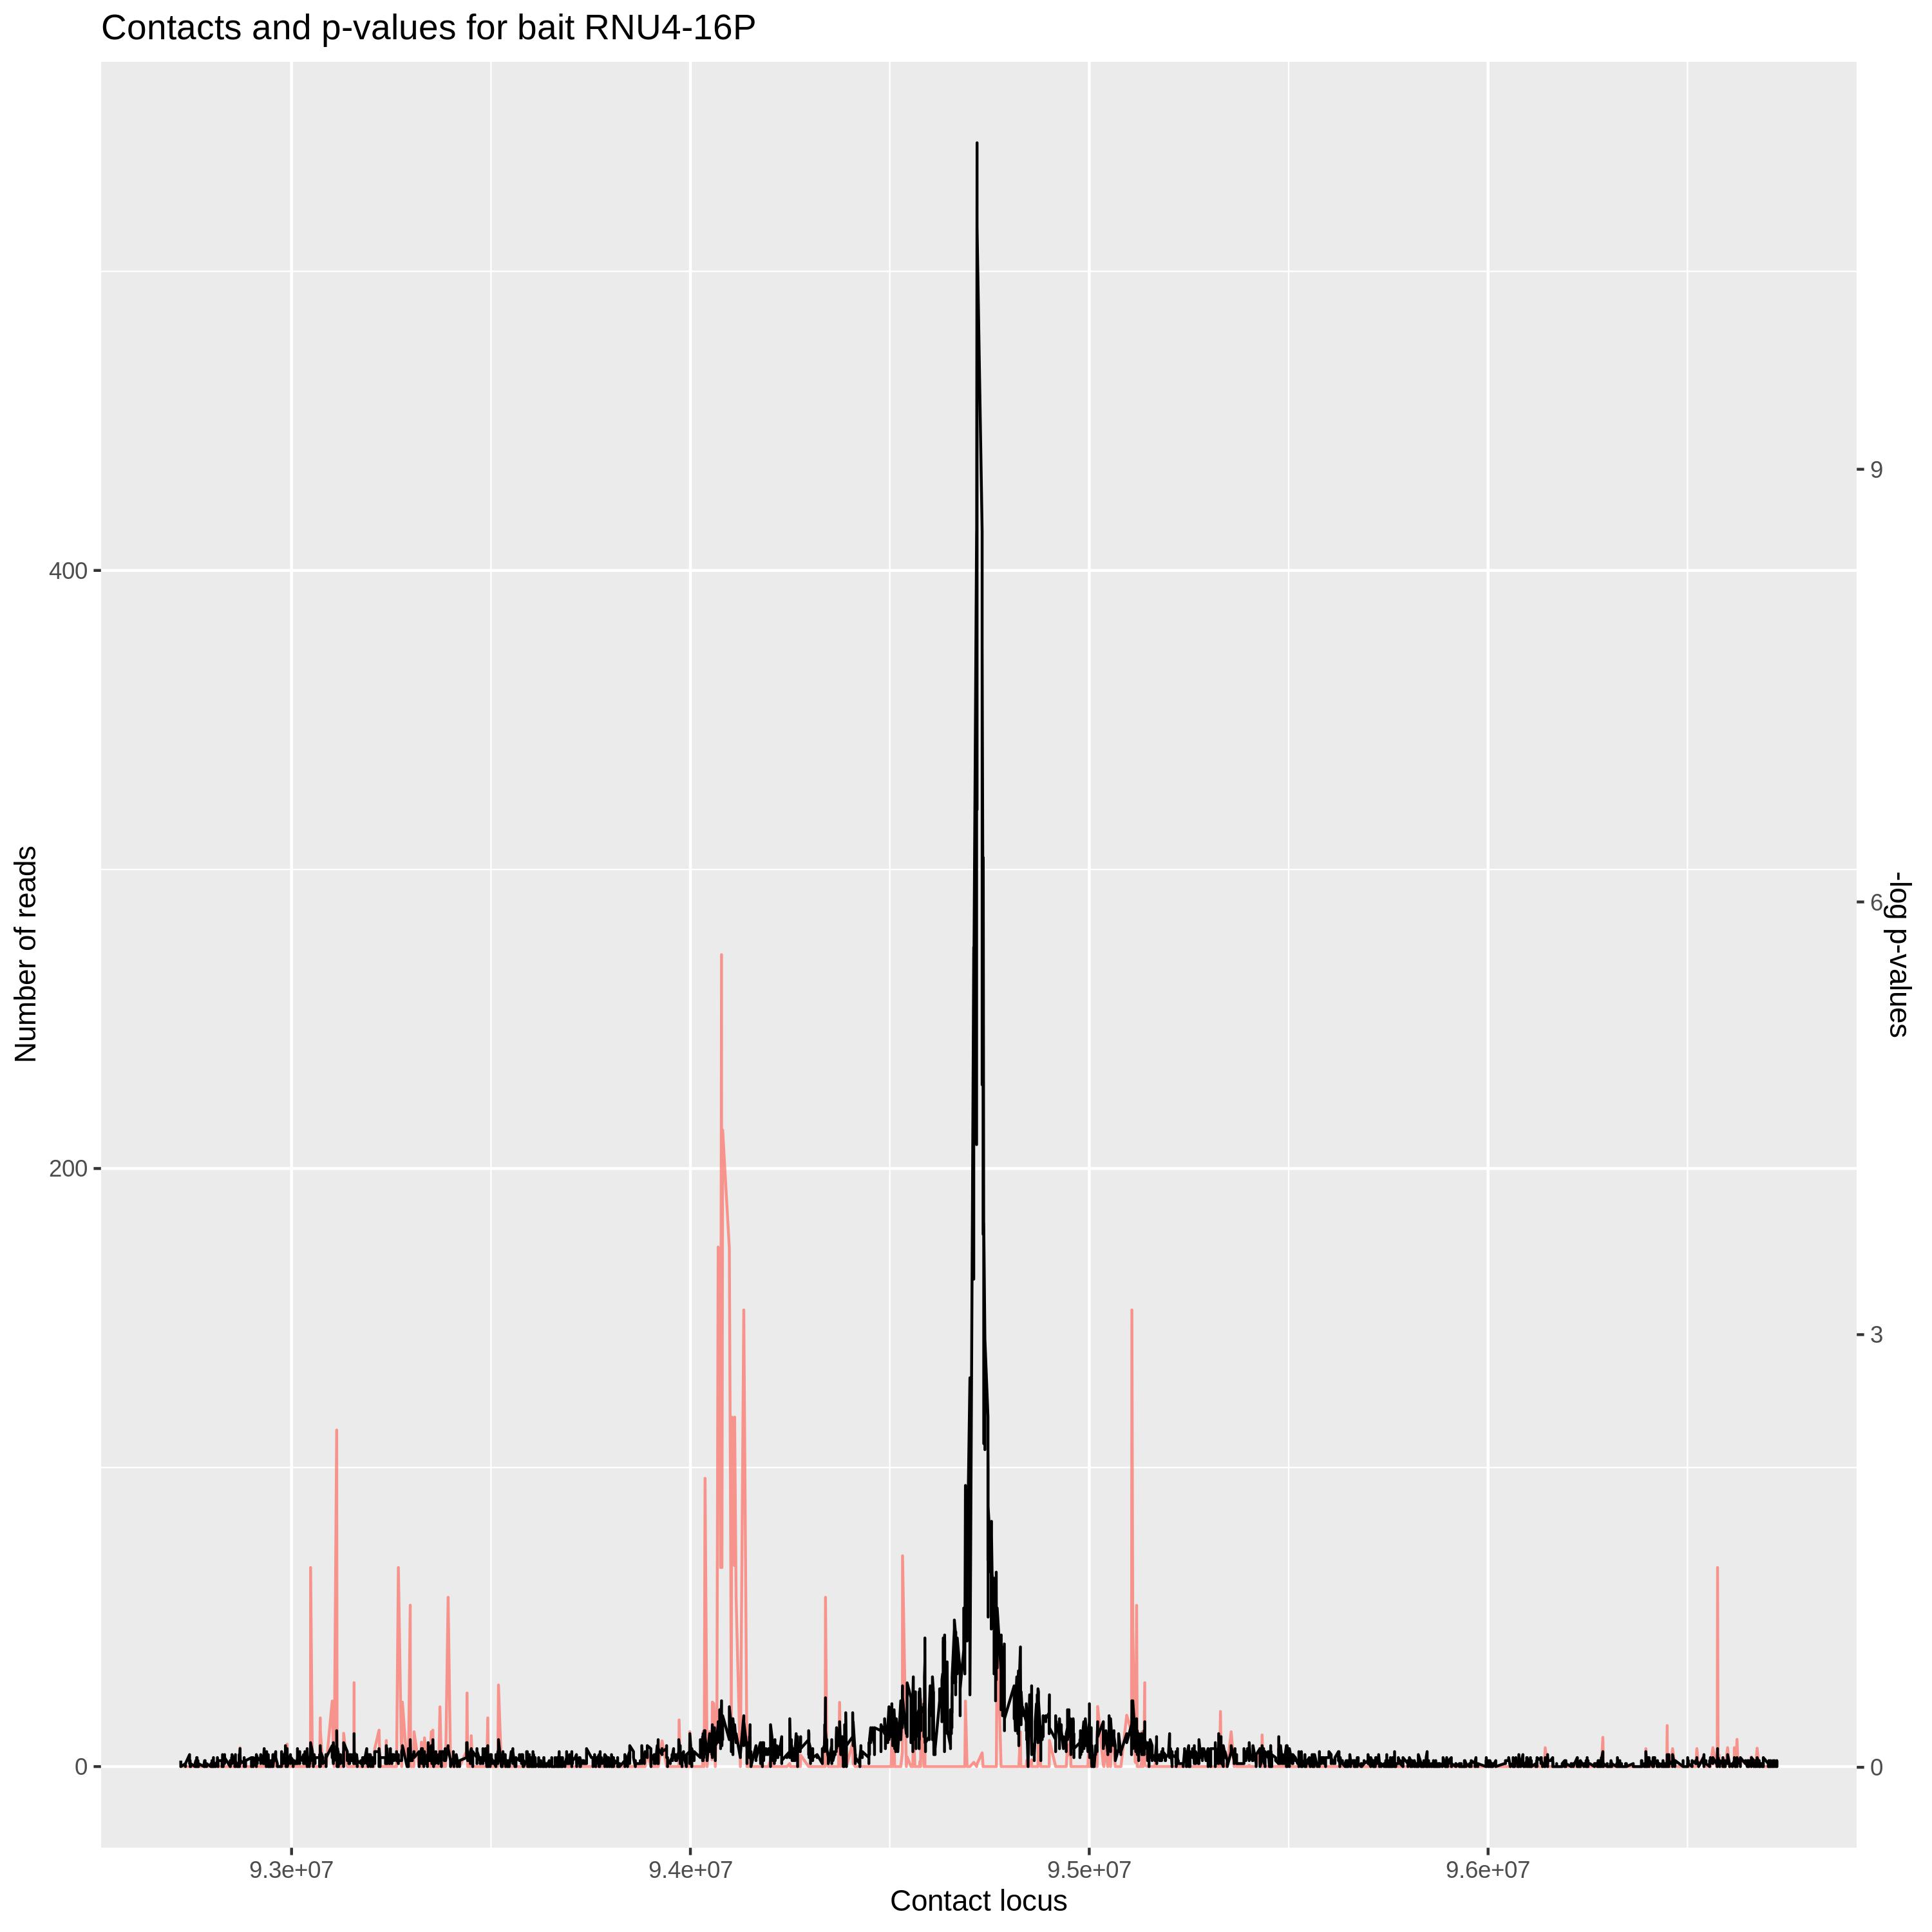 Contacts and p-values for bait RNU4-16P
Number of reads
400
200
0
9
6
3
0
-log p-values
9.3e+07
9.4e+07
9.5e+07
9.6e+07
Contact locus